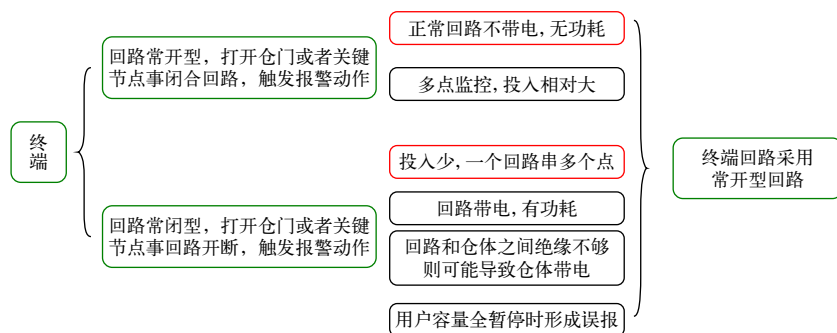 终
端
回路常开型，打开仓门或者关键
节点事闭合回路，触发报警动作
回路常闭型，打开仓门或者关键
节点事回路开断，触发报警动作
正常回路不带电，无功耗
多点监控，投入相对大
投入少，一个回路串多个点
回路带电，有功耗
回路和仓体之间绝缘不够
则可能导致仓体带电
用户容量全暂停时形成误报
终端回路采用
常开型回路